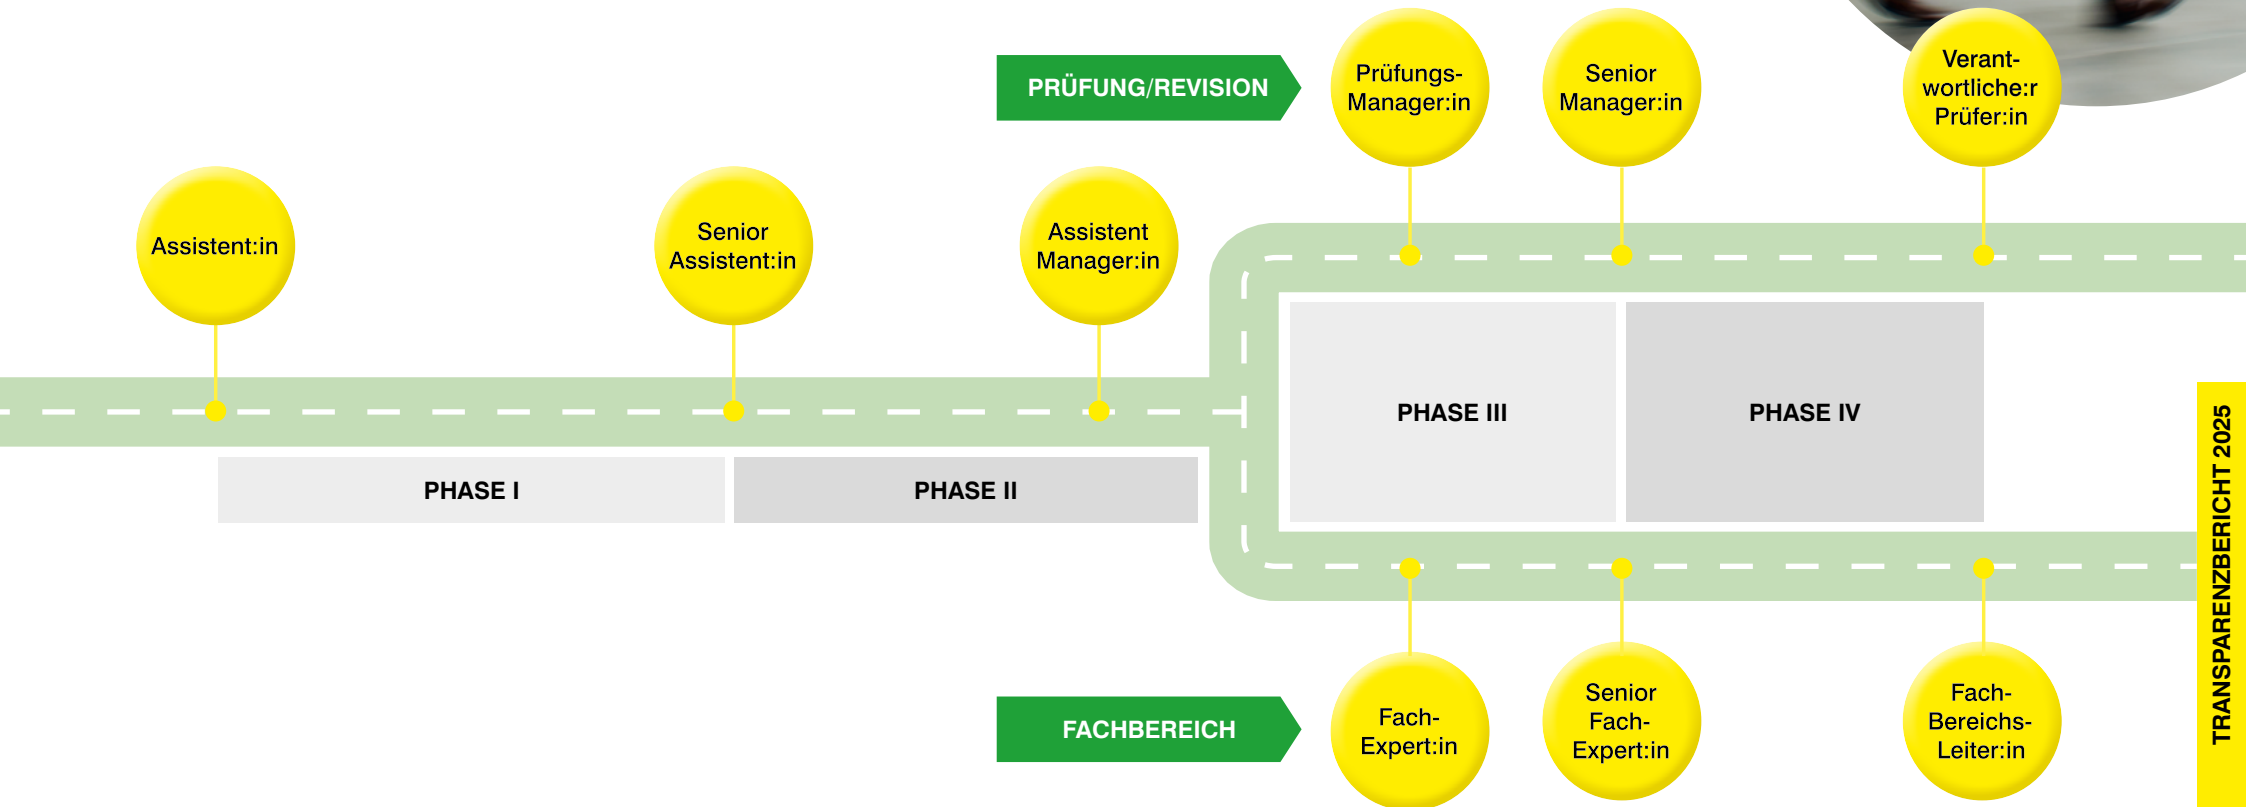 PRÜFUNG/REVISION
Prüfungs-
Manager:in
Senior
Manager:in
Verant-
wortliche:r
Prüfer:in
Assistent:in
Senior
Assistent:in
Assistent
Manager:in
PHASE I
PHASE II
PHASE III
PHASE IV
FACHBEREICH
Fach-
Expert:in
Senior
Fach-
Expert:in
Fach-
Bereichs-
Leiter:in
TRANSPARENZBERICHT 2025